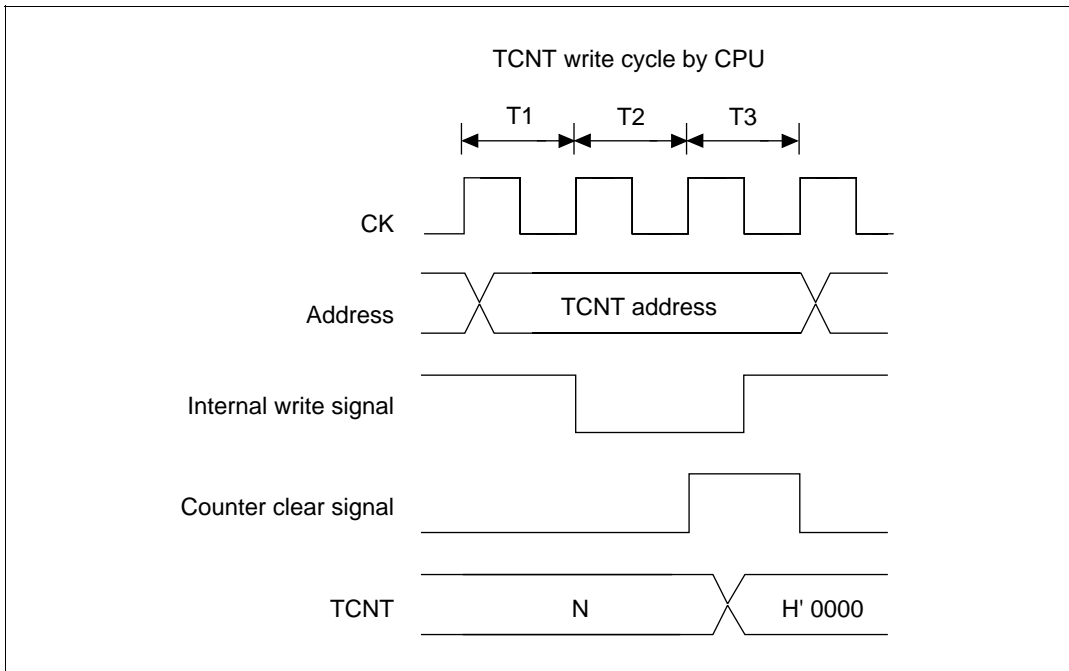 TCNT write cycle by CPU
T1 T2 T3
CK
Address TCNT address
Internal write signal
Counter clear signal
TCNT N H' 0000